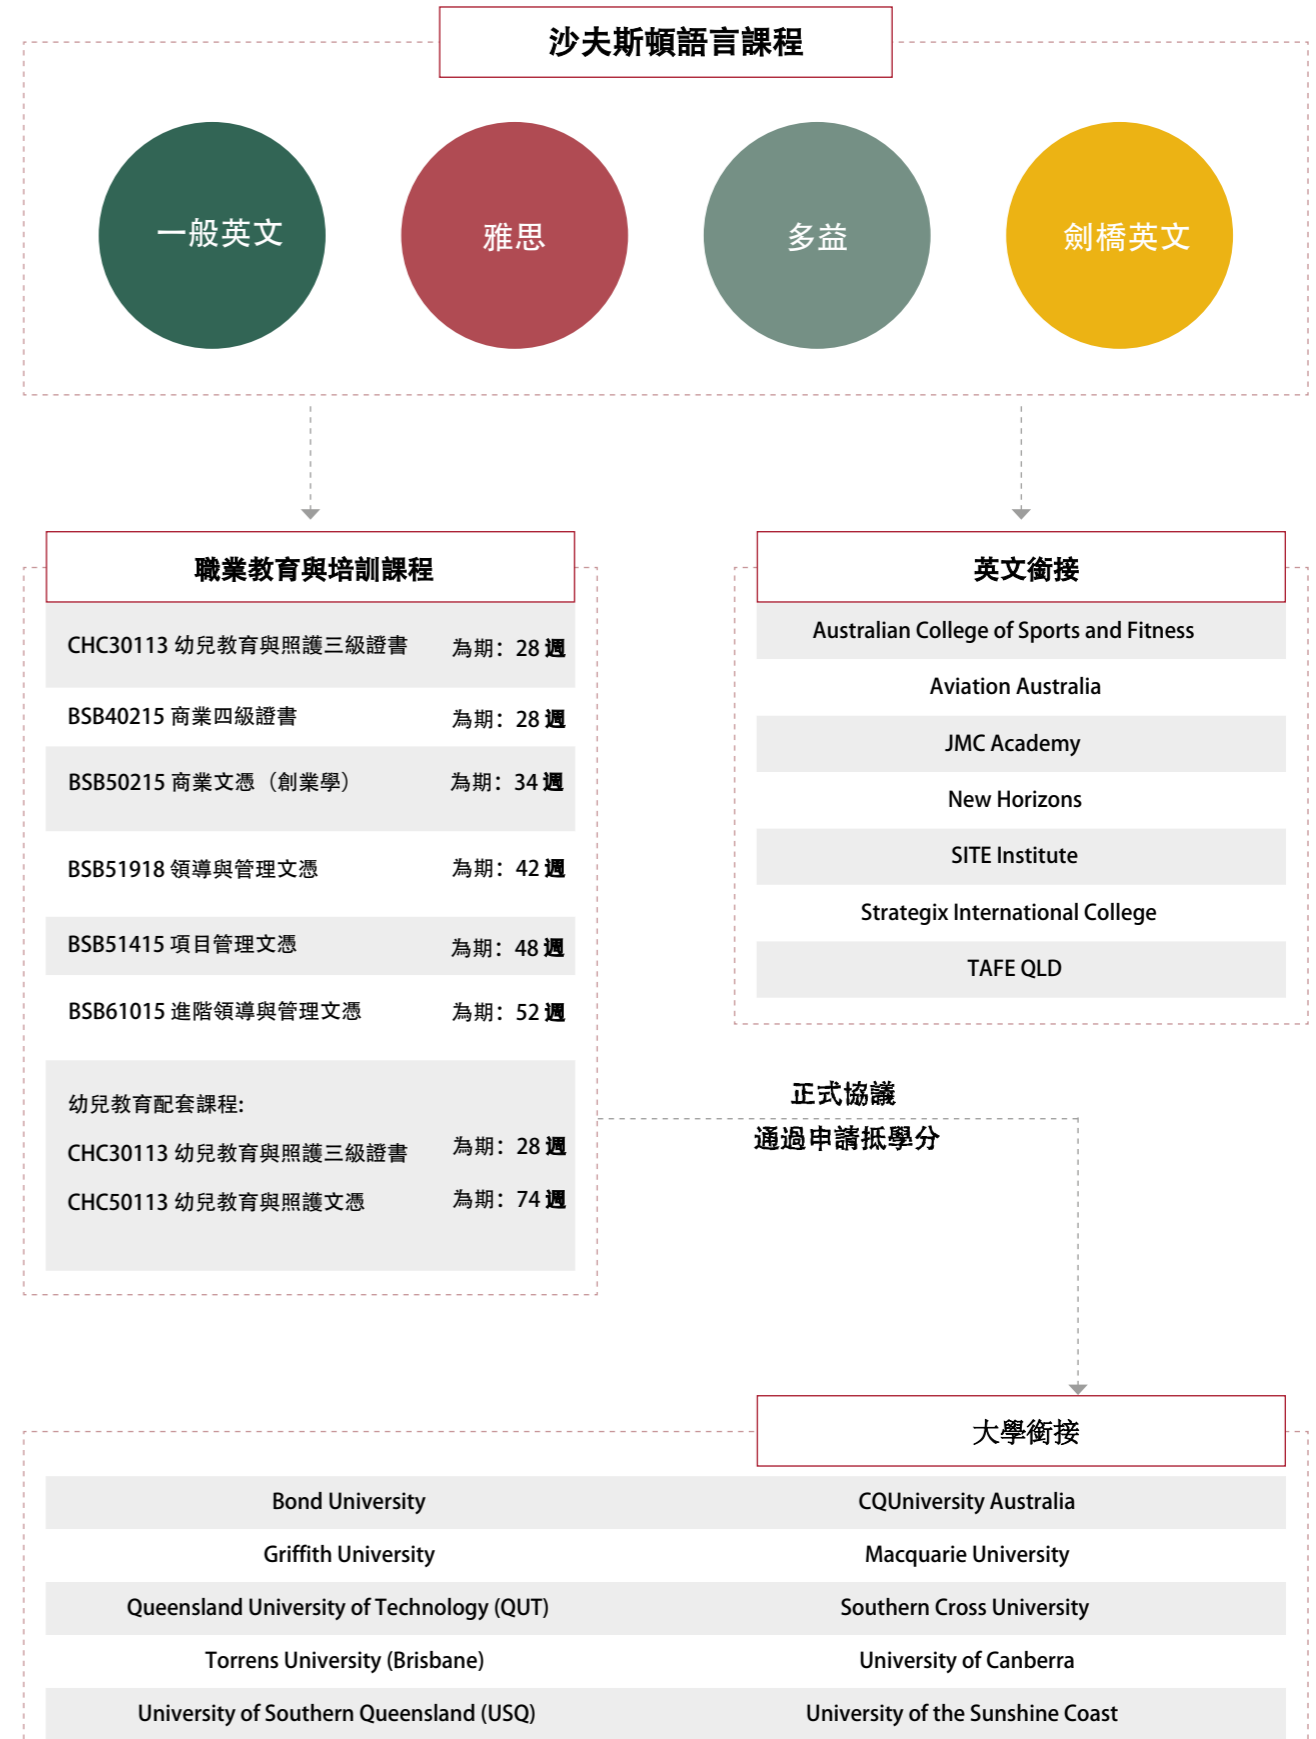 沙夫斯頓語言課程
一般英文
雅思
多益
劍橋英文
職業教育與培訓課程
CHC30113 幼兒教育與照護三級證書 為期：28 週
BSB40215 商業四級證書 為期：28 週
BSB50215 商業文憑（創業學） 為期：34 週
BSB51918 領導與管理文憑 為期：42 週
BSB51415 項目管理文憑 為期：48 週
BSB61015 進階領導與管理文憑 為期：52 週
幼兒教育配套課程:
CHC30113 幼兒教育與照護三級證書 為期：28 週
CHC50113 幼兒教育與照護文憑 為期：74 週
英文銜接
Australian College of Sports and Fitness
Aviation Australia
JMC Academy
New Horizons
SITE Institute
Strategix International College
TAFE QLD
正式協議
通過申請抵學分
大學銜接
Bond University CQUniversity Australia
Griffith University Macquarie University
Queensland University of Technology (QUT) Southern Cross University
Torrens University (Brisbane) University of Canberra
University of Southern Queensland (USQ) University of the Sunshine Coast